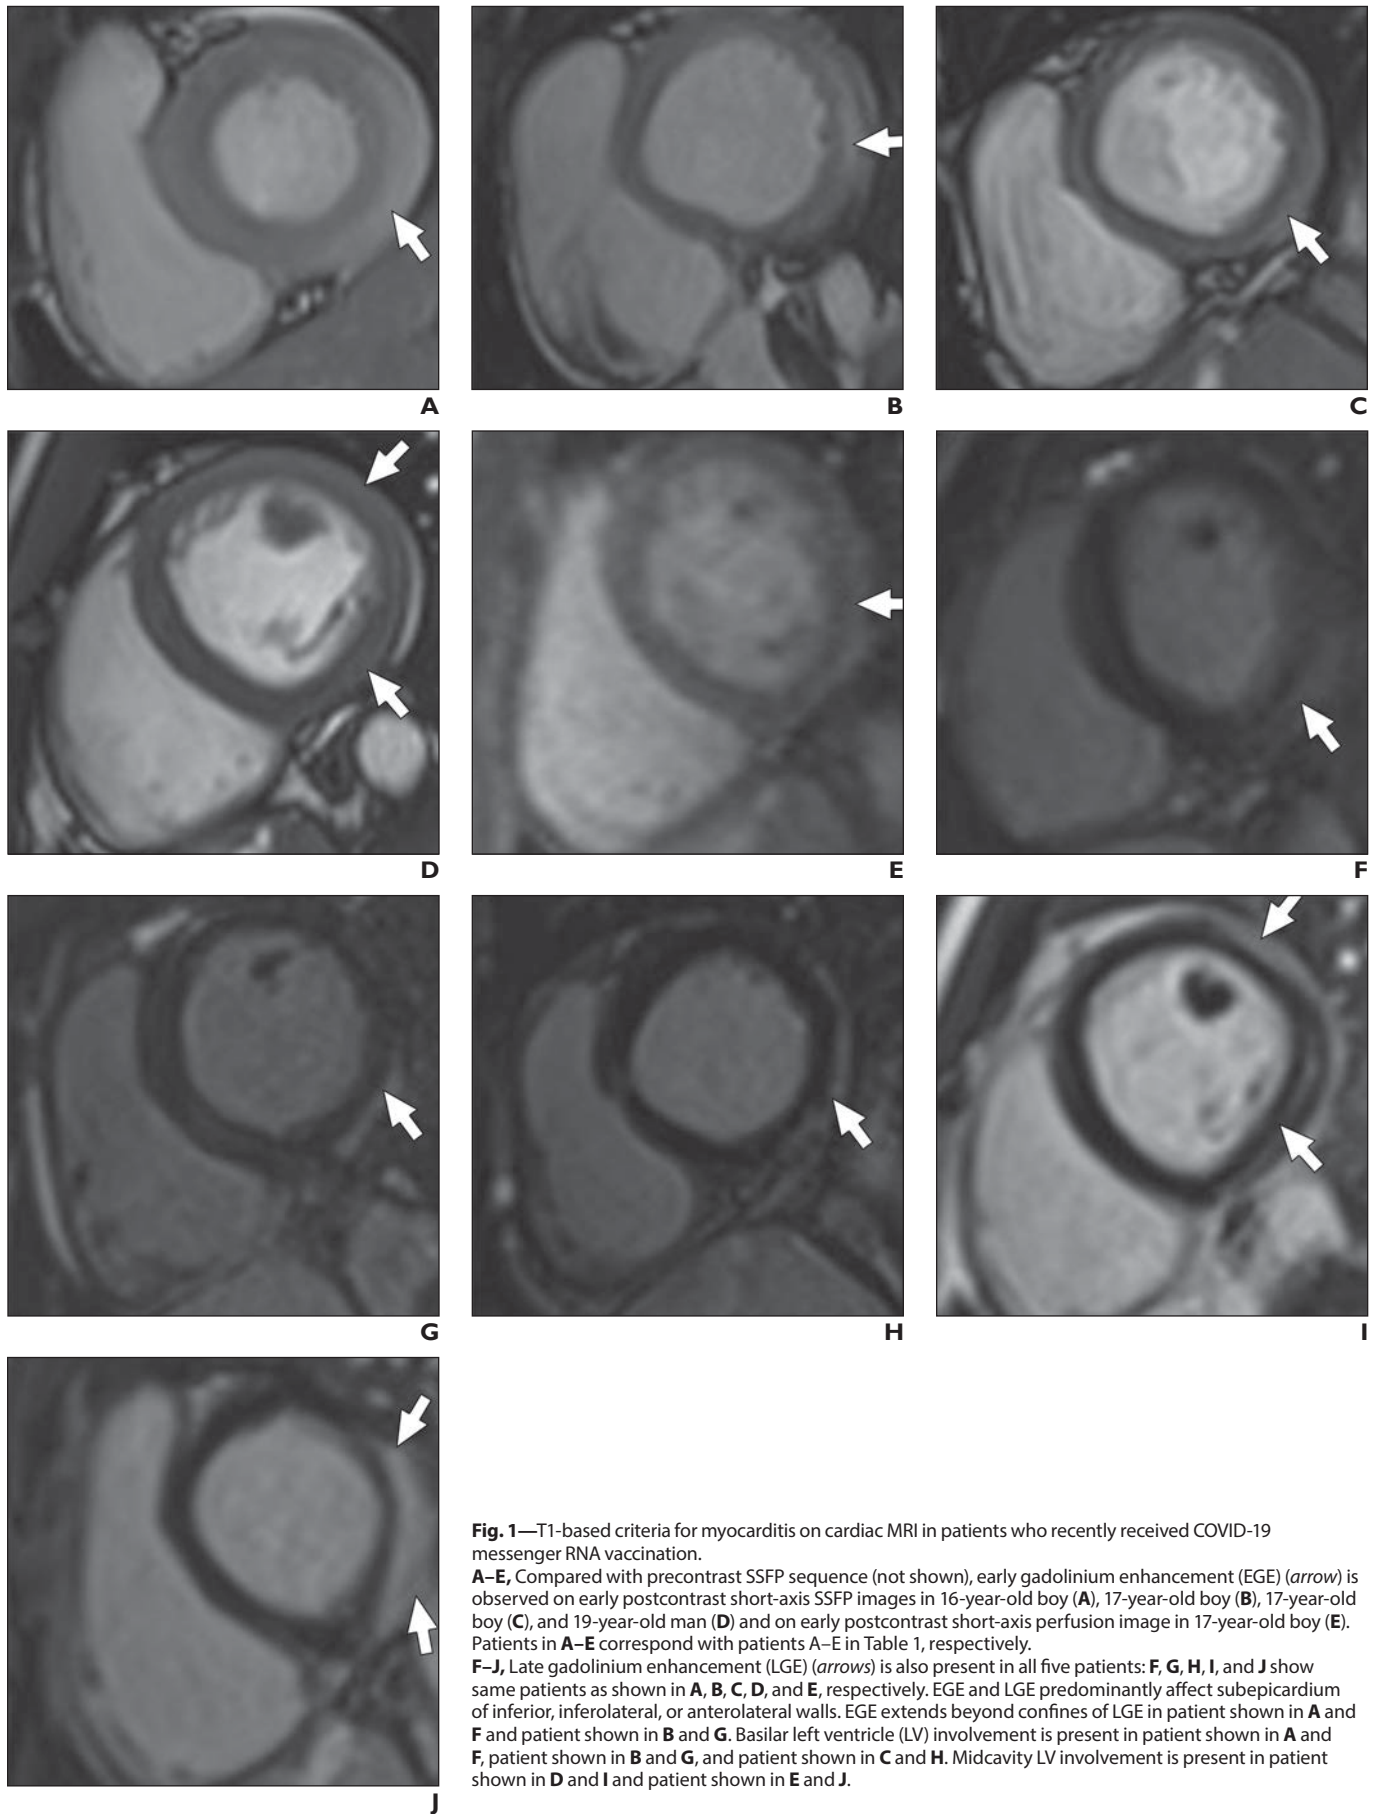 A
B
C
D
E
F
G
H
I
J
Fig. 1—T1-based criteria for myocarditis on cardiac MRI in patients who recently received COVID-19
messenger RNA vaccination.
A–E, Compared with precontrast SSFP sequence (not shown), early gadolinium enhancement (EGE) (arrow) is
observed on early postcontrast short-axis SSFP images in 16-year-old boy (A), 17-year-old boy (B), 17-year-old
boy (C), and 19-year-old man (D) and on early postcontrast short-axis perfusion image in 17-year-old boy (E).
Patients in A–E correspond with patients A–E in Table 1, respectively.
F–J, Late gadolinium enhancement (LGE) (arrows) is also present in all five patients: F, G, H, I, and J show
same patients as shown in A, B, C, D, and E, respectively. EGE and LGE predominantly affect subepicardium
of inferior, inferolateral, or anterolateral walls. EGE extends beyond confines of LGE in patient shown in A and
F and patient shown in B and G. Basilar left ventricle (LV) involvement is present in patient shown in A and
F, patient shown in B and G, and patient shown in C and H. Midcavity LV involvement is present in patient
shown in D and I and patient shown in E and J.